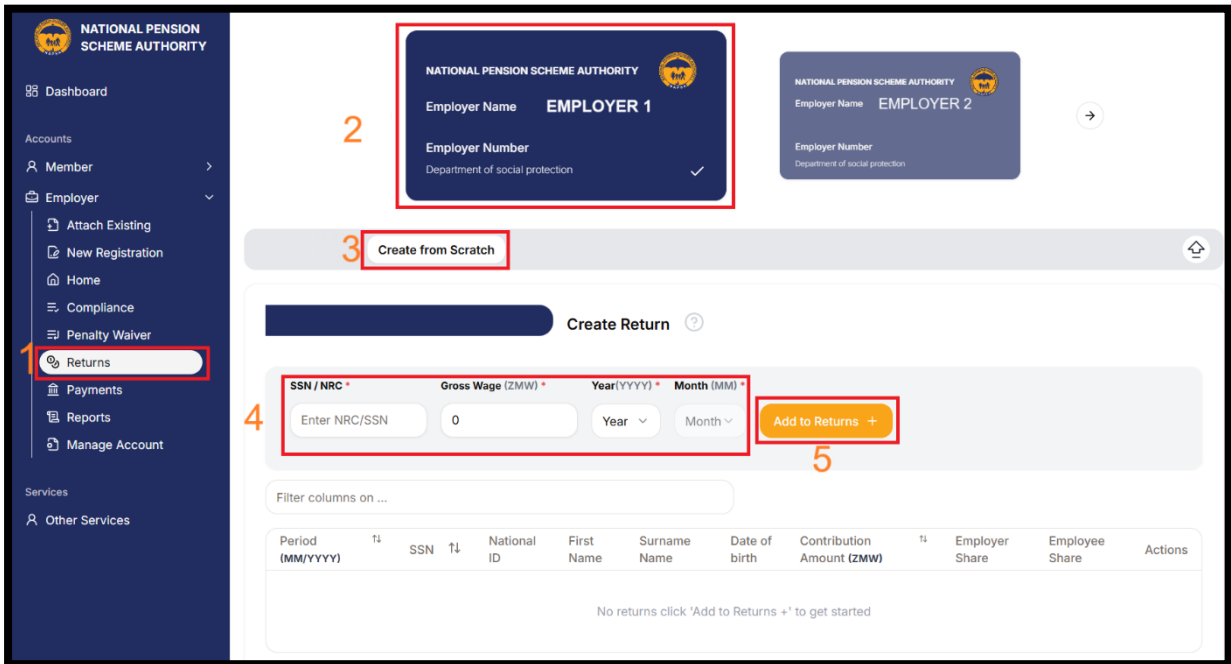 NATIONAL PENSION
SCHEME AUTHORITY
Dashboard
Accounts
Member
Employer
Attach Existing
New Registration
Home
Compliance
Penalty Waiver
1
Returns
Payments
Reports
Manage Account
Services
Other Services
2
NATIONAL PENSION SCHEME AUTHORITY
Employer Name EMPLOYER 1
Employer Number
Department of social protection
NATIONAL PENSION SCHEME AUTHORITY
Employer Name EMPLOYER 2
Employer Number
Department of social protection
3 Create from Scratch
Create Return ?
4
SSN / NRC * Gross Wage (ZMW) * Year(YYYY) * Month (MM) *
Enter NRC/SSN 0 Year Month Add to Returns +
5
Filter columns on ...
Period SSN National First Surname Date of Contribution Employer Employee Actions
(MM/YYYY) ID Name Name birth Amount (ZMW) Share Share
No returns click 'Add to Returns +' to get started